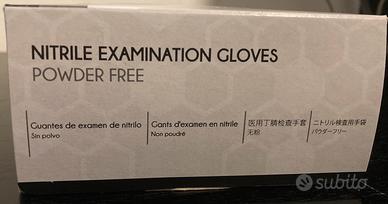 NITRILE EXAMINATION GLOVES
POWDER FREE
Guantes de examen de nitrilo
Sin polvo
Gants d'examen en nitrile
Non poudré
医用丁腈检查手套
无粉
ニトリル検査用手袋
パウダーフリー
subito